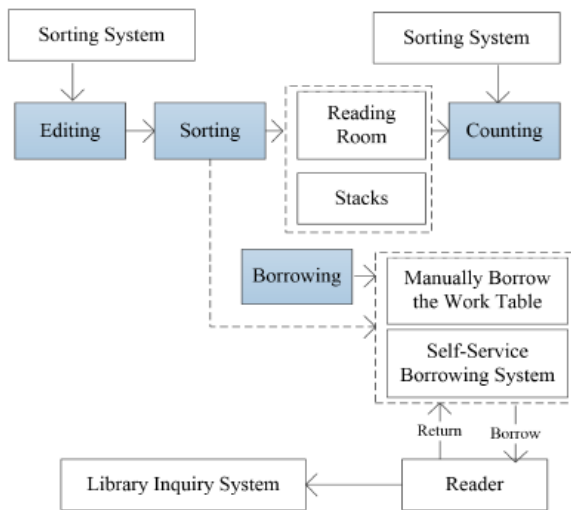 Sorting System
Sorting System
Editing
Sorting
Reading
Room
Counting
Stacks
Borrowing
Manually Borrow
the Work Table
Self-Service
Borrowing System
Return
Borrow
Library Inquiry System
Reader